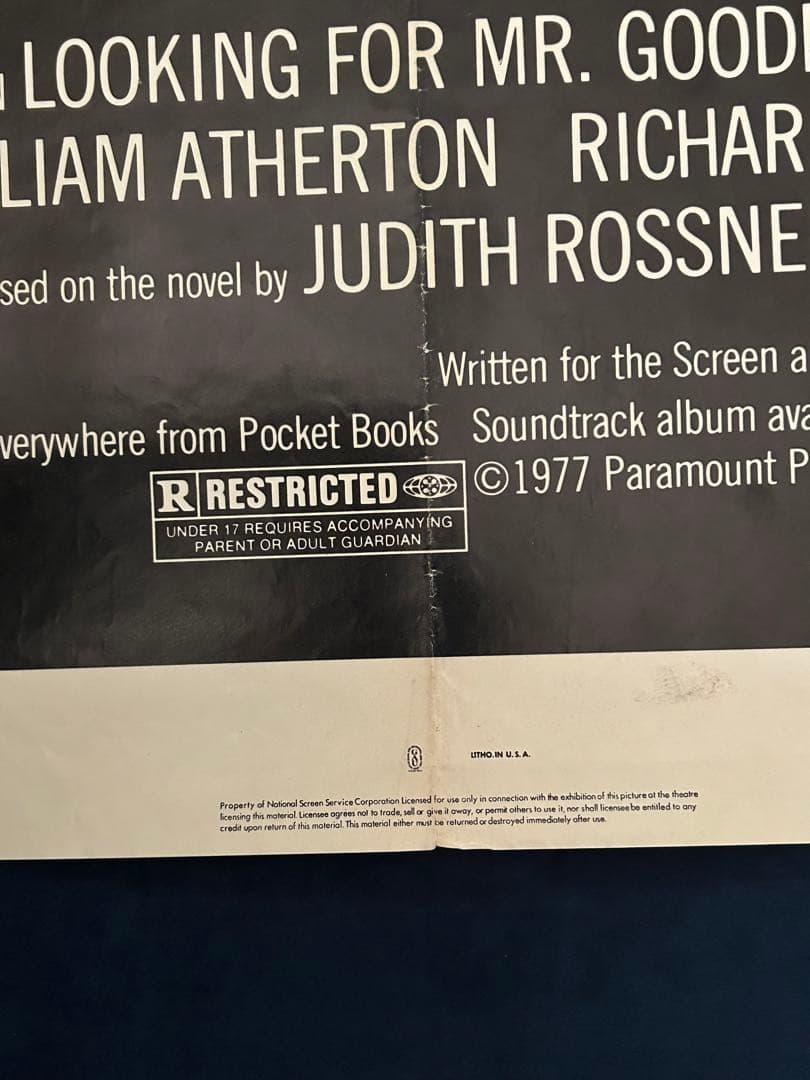 LOOKING FOR MR. GOOD
LIAM ATHERTON RICHAR
sed on the novel by JUDITH ROSSNE
Written for the Screen a
verywhere from Pocket Books Soundtrack album ava
R RESTRICTED ©1977 Paramount P
UNDER 17 REQUIRES ACCOMPANYING
PARENT OR ADULT GUARDIAN
LITHO. IN U.S.A.
Property of National Screen Service Corporation Licensed for use only in connection with the exhibition of this picture at the theatre
licensing this material. Licensee agrees not to trade, sell or give it away, or permit others to use it, nor shall licensee be entitled to any
credit upon return of this material. This material either must be returned or destroyed immediately after use.